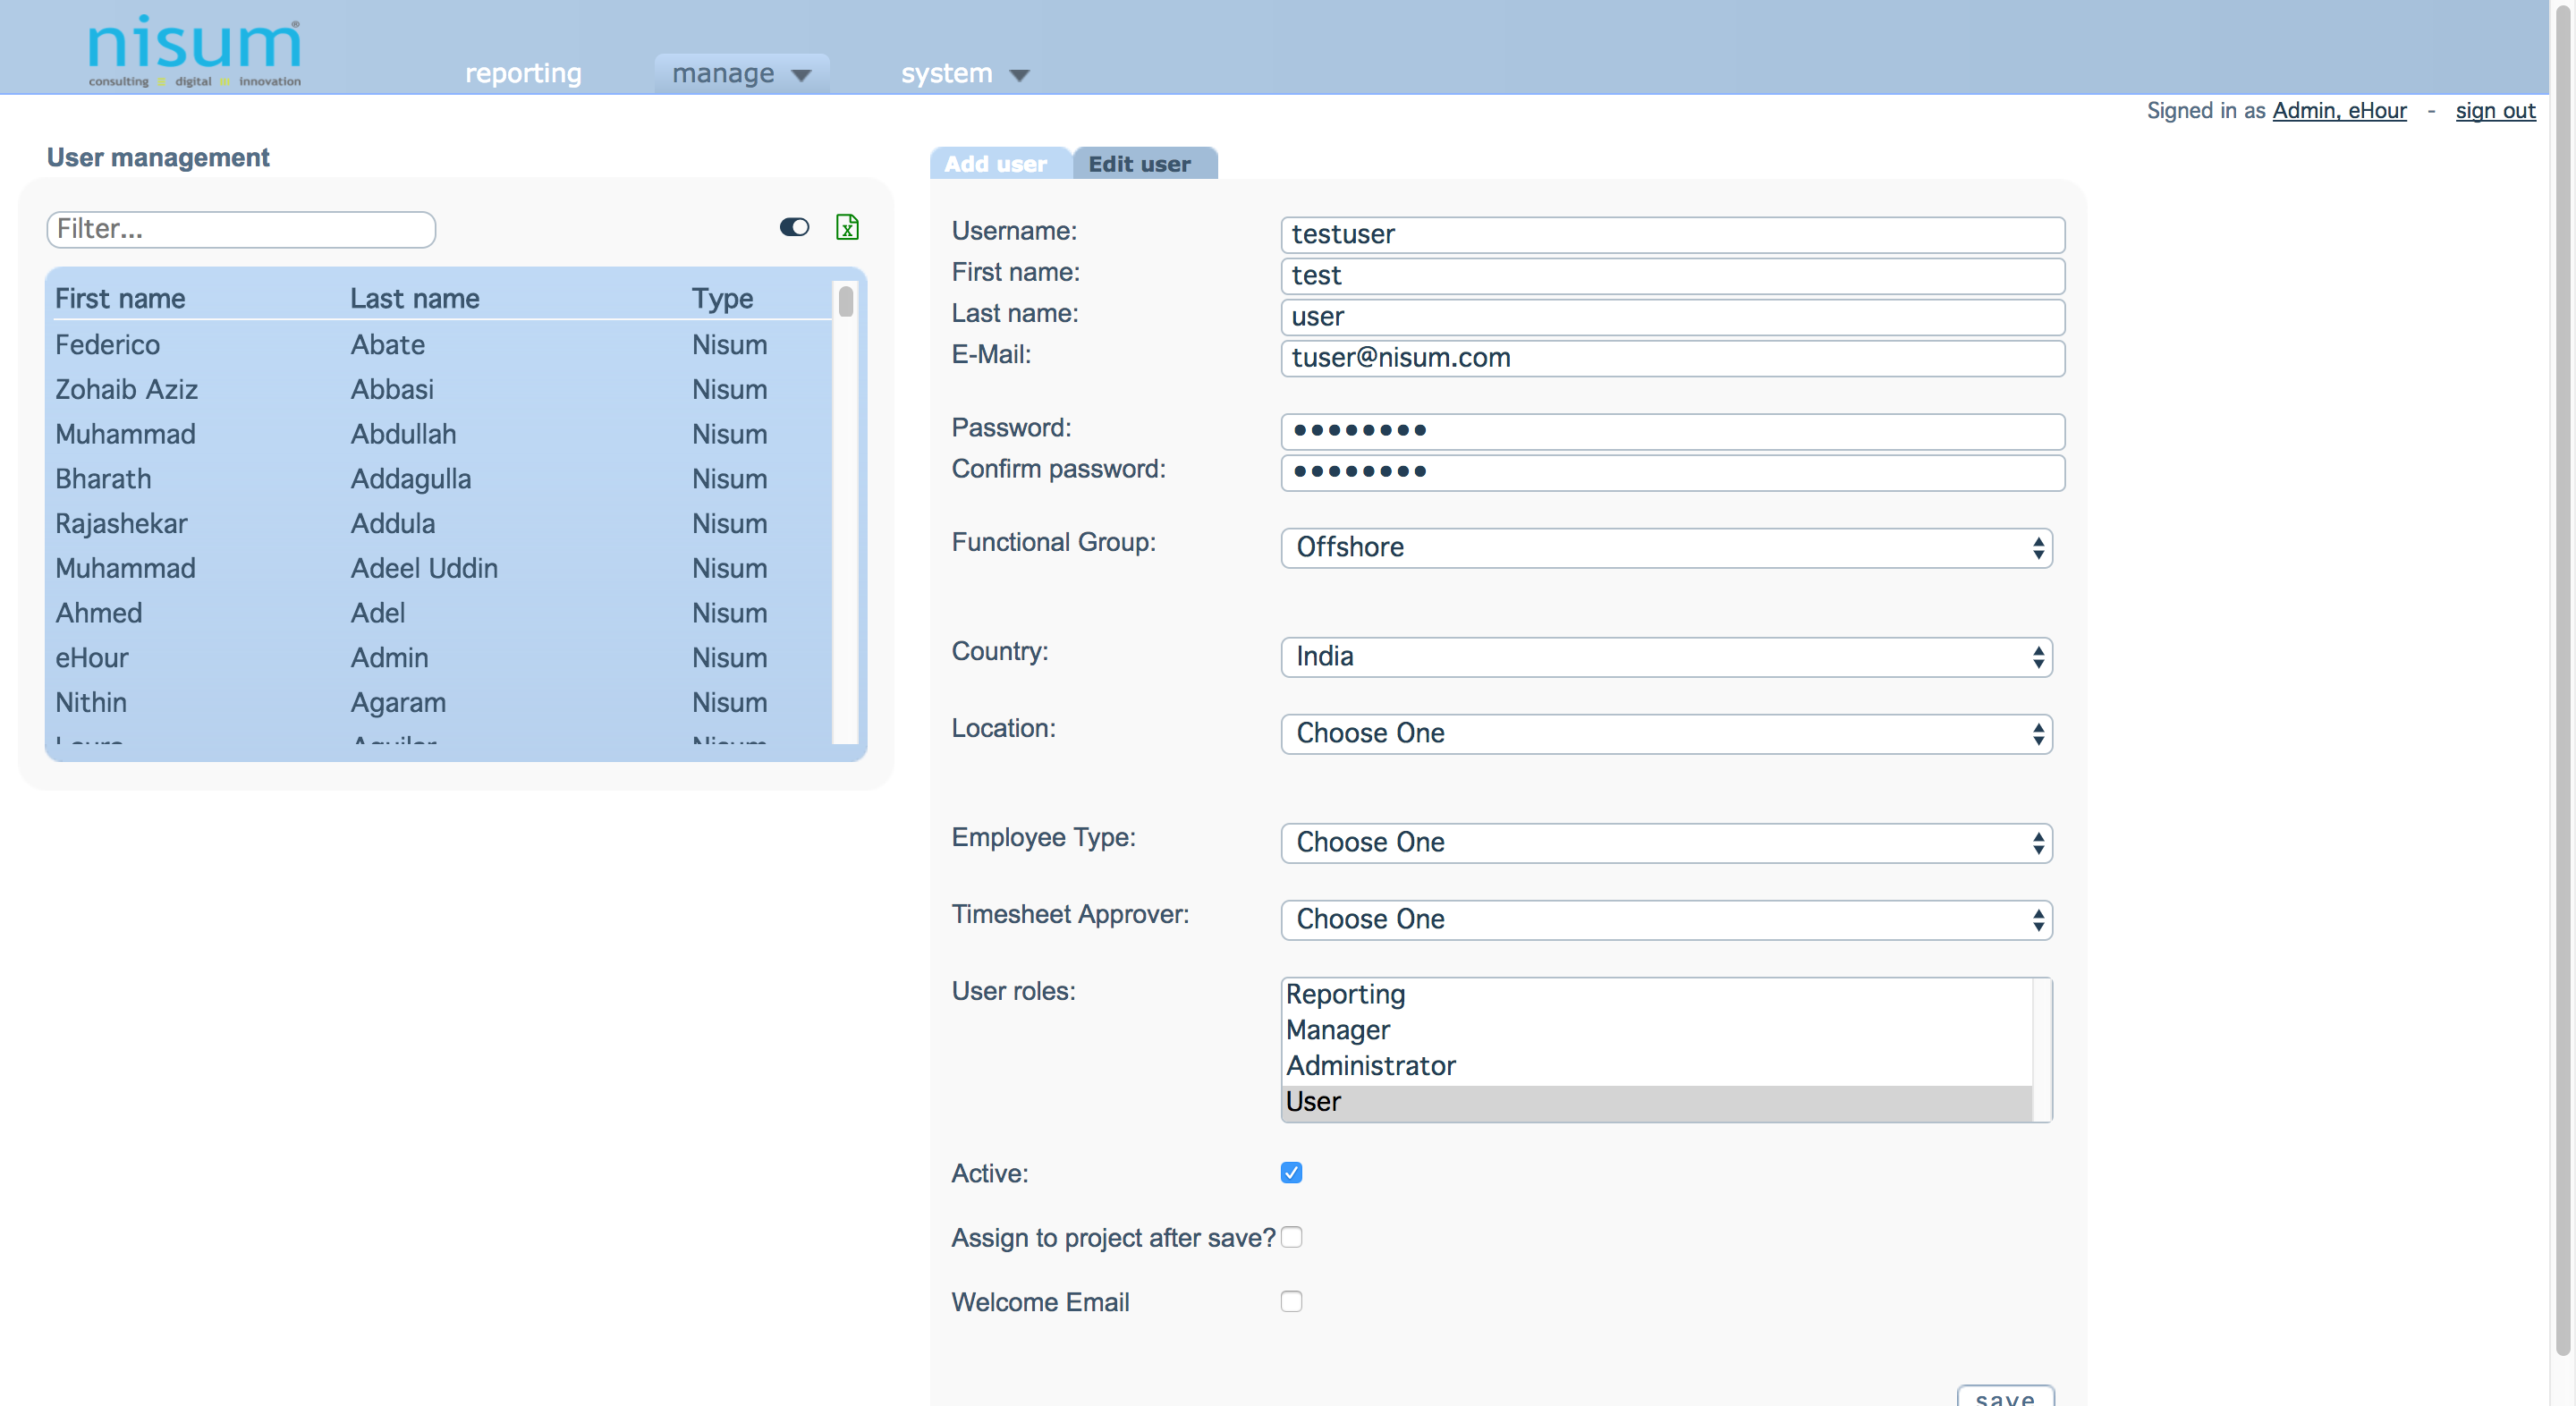 nisum®
consulting digital innovation
reporting
manage
system
Signed in as Admin, eHour - sign out
User management
Filter...
First name Last name Type
Federico Abate Nisum
Zohaib Aziz Abbasi Nisum
Muhammad Abdullah Nisum
Bharath Addagulla Nisum
Rajashekar Addula Nisum
Muhammad Adeel Uddin Nisum
Ahmed Adel Nisum
eHour Admin Nisum
Nithin Agaram Nisum
Laura Aguilar Nisum
Add user Edit user
Username: testuser
First name: test
Last name: user
E-Mail: tuser@nisum.com
Password: ••••••••
Confirm password: ••••••••
Functional Group: Offshore
Country: India
Location: Choose One
Employee Type: Choose One
Timesheet Approver: Choose One
User roles: Reporting
Manager
Administrator
User
Active:
Assign to project after save?
Welcome Email
save